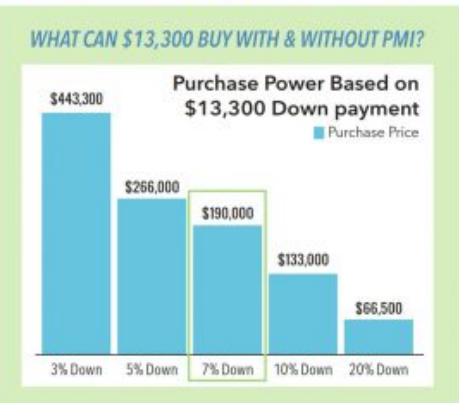 WHAT CAN $13,300 BUY WITH & WITHOUT PMI?
Purchase Power Based on
$13,300 Down payment
Purchase Price
$443,300
$266,000
$190,000
$133,000
$66,500
3% Down 5% Down 7% Down 10% Down 20% Down